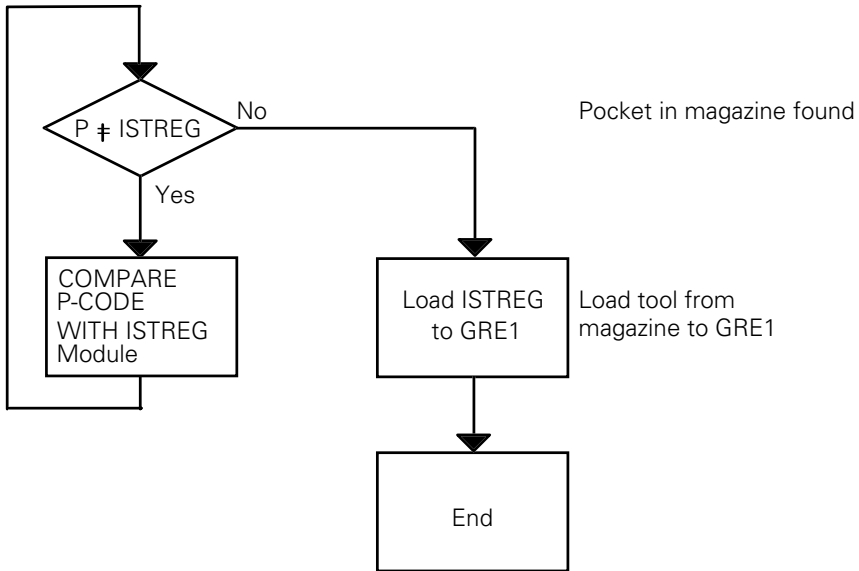 P ǂ ISTREG
No
Pocket in magazine found
Yes
COMPARE
P-CODE
WITH ISTREG
Module
Load ISTREG
to GRE1
Load tool from
magazine to GRE1
End